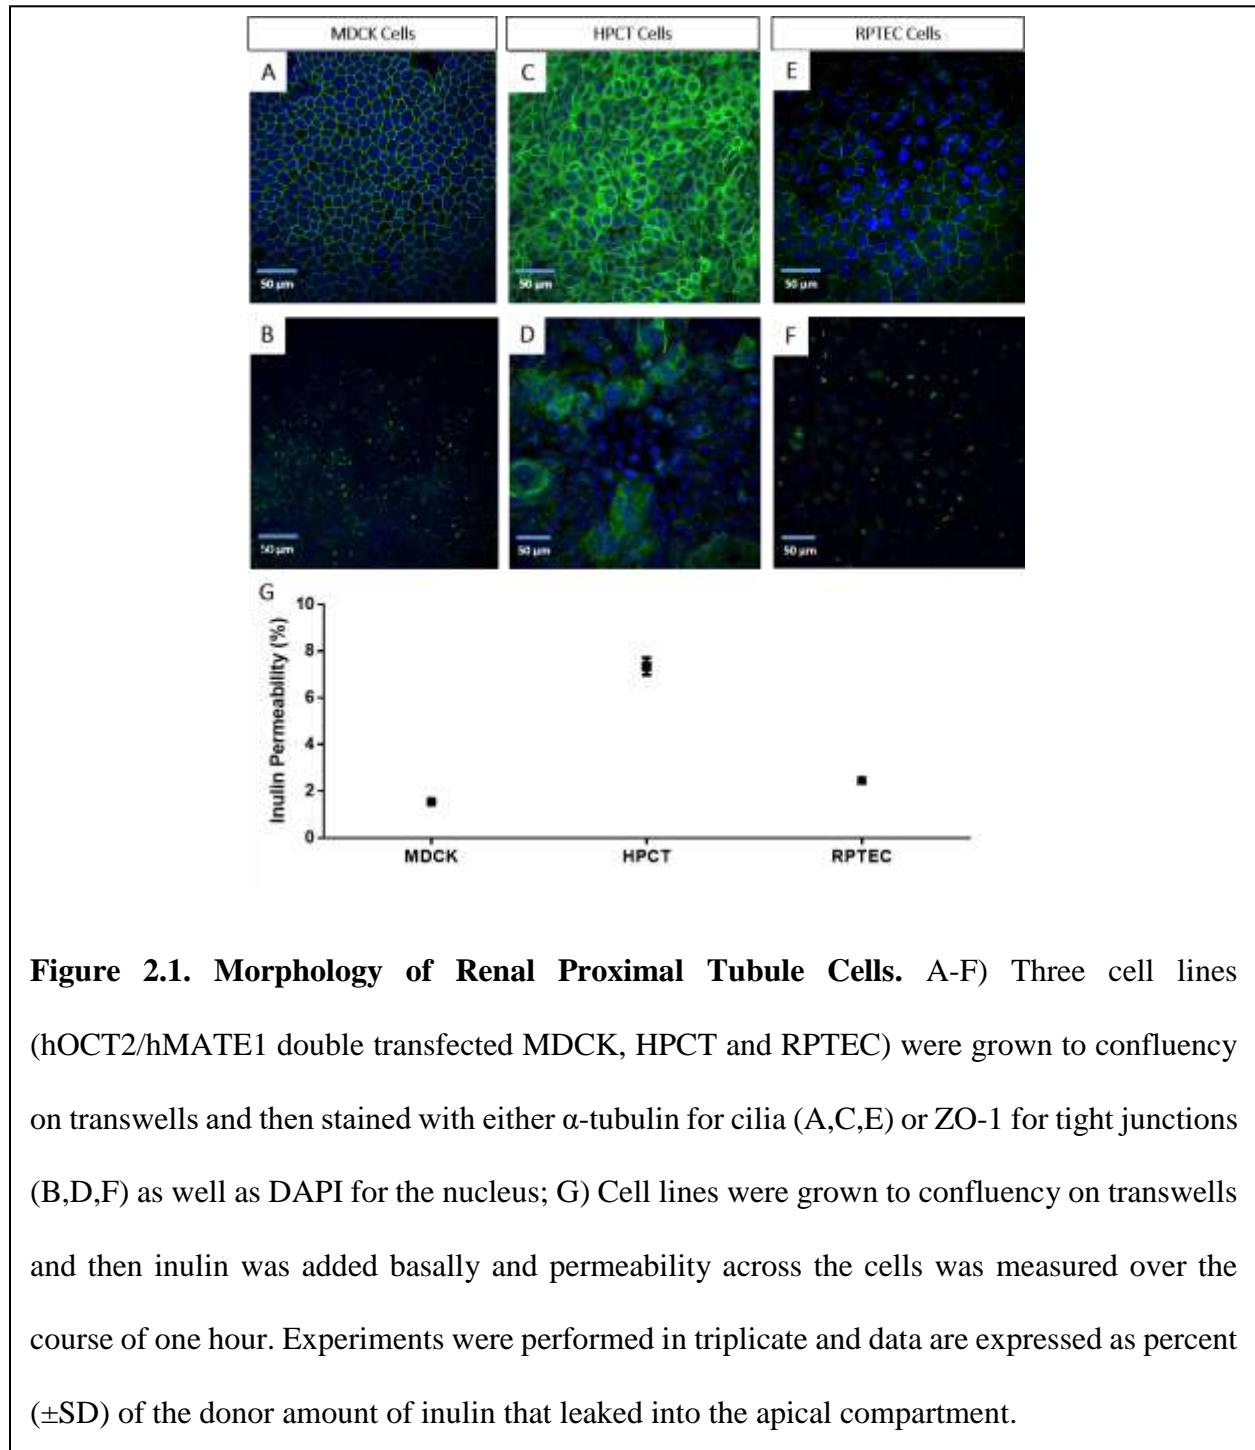 MDCK Cells
HPCT Cells
RPTEC Cells
A
C
E
50 μm
50 μm
50 μm
B
D
F
50 μm
50 μm
50 μm
G
Inulin Permeability (%)
10
8
6
4
2
0
MDCK
HPCT
RPTEC
Figure 2.1. Morphology of Renal Proximal Tubule Cells. A-F) Three cell lines
(hOCT2/hMATE1 double transfected MDCK, HPCT and RPTEC) were grown to confluency
on transwells and then stained with either α-tubulin for cilia (A,C,E) or ZO-1 for tight junctions
(B,D,F) as well as DAPI for the nucleus; G) Cell lines were grown to confluency on transwells
and then inulin was added basally and permeability across the cells was measured over the
course of one hour. Experiments were performed in triplicate and data are expressed as percent
(±SD) of the donor amount of inulin that leaked into the apical compartment.